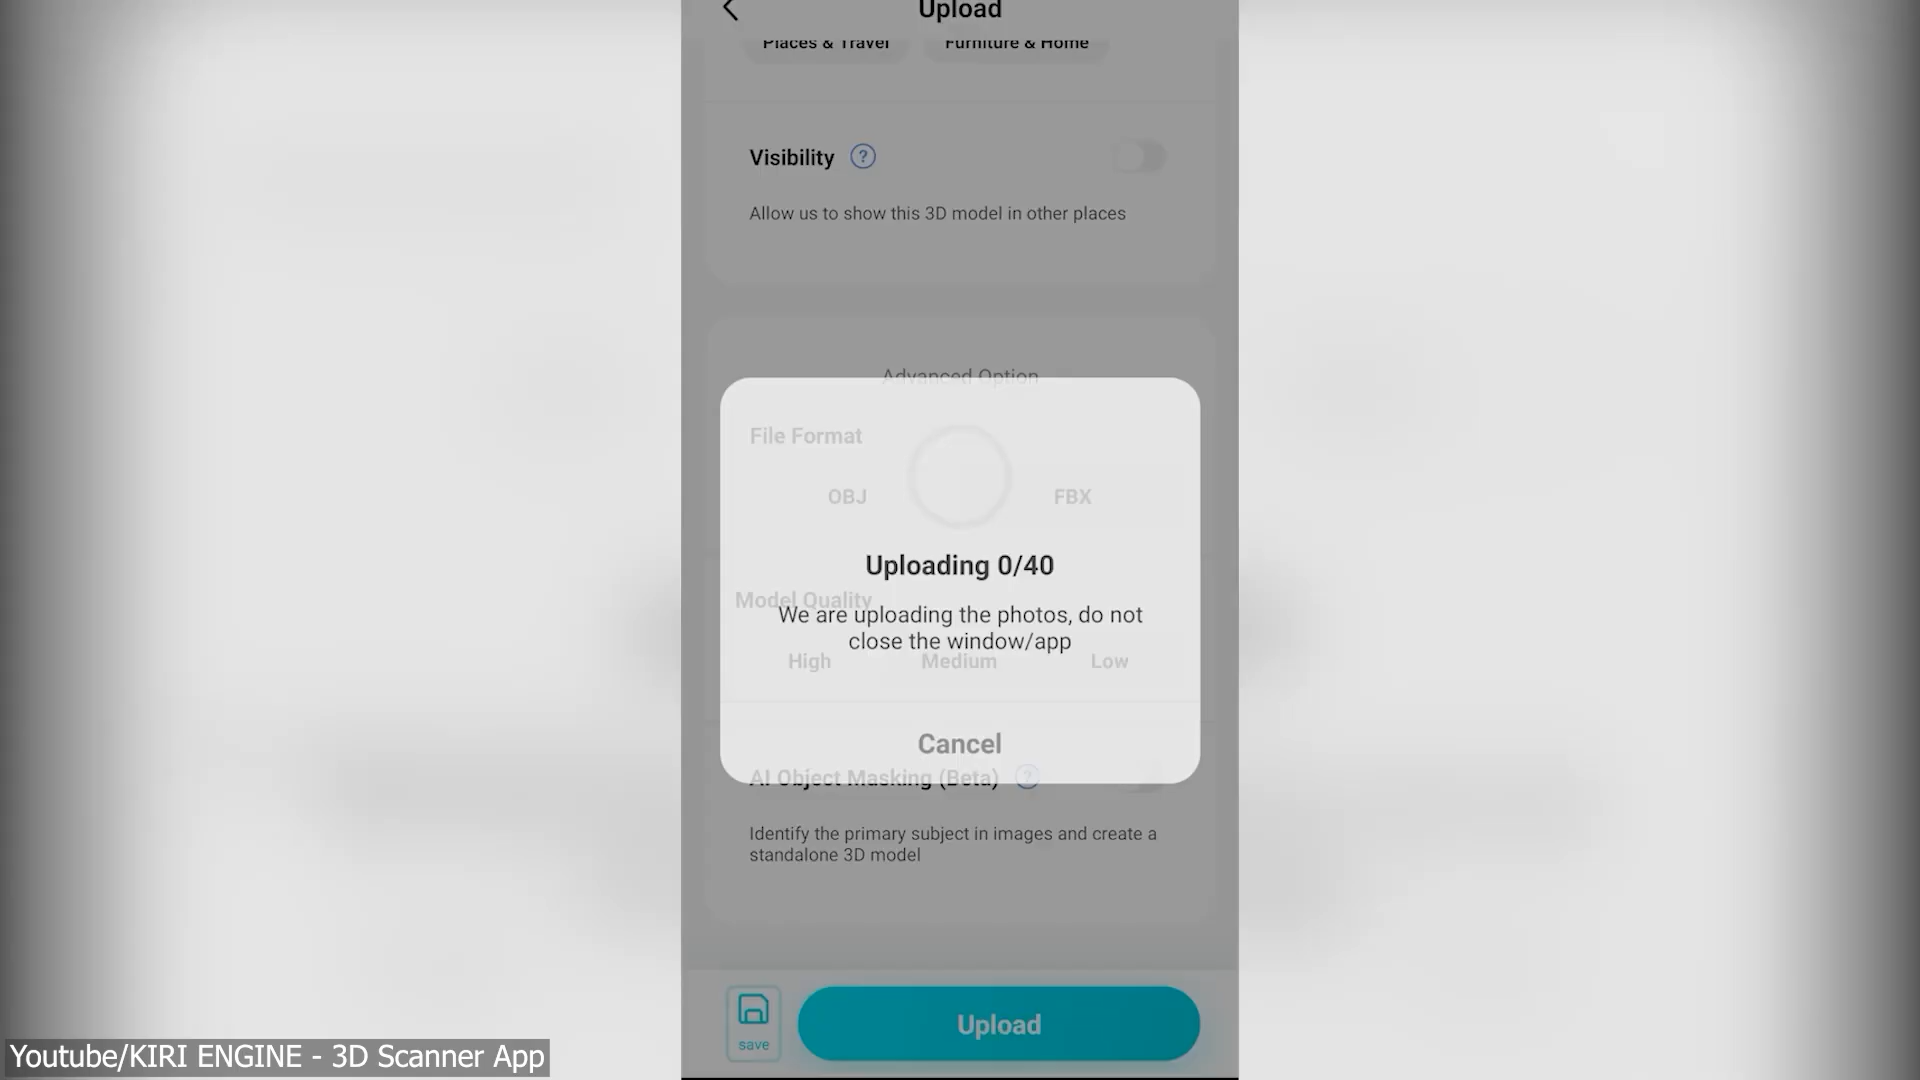 Upload
Places & Travel
Furniture & Home
Visibility ?
Allow us to show this 3D model in other places
Advanced Option
File Format
OBJ
FBX
Uploading 0/40
Model Quality
We are uploading the photos, do not
close the window/app
High
Medium
Low
Cancel
AI Object Masking (Beta) ?
Identify the primary subject in images and create a
standalone 3D model
save
Upload
Youtube/KIRI ENGINE - 3D Scanner App